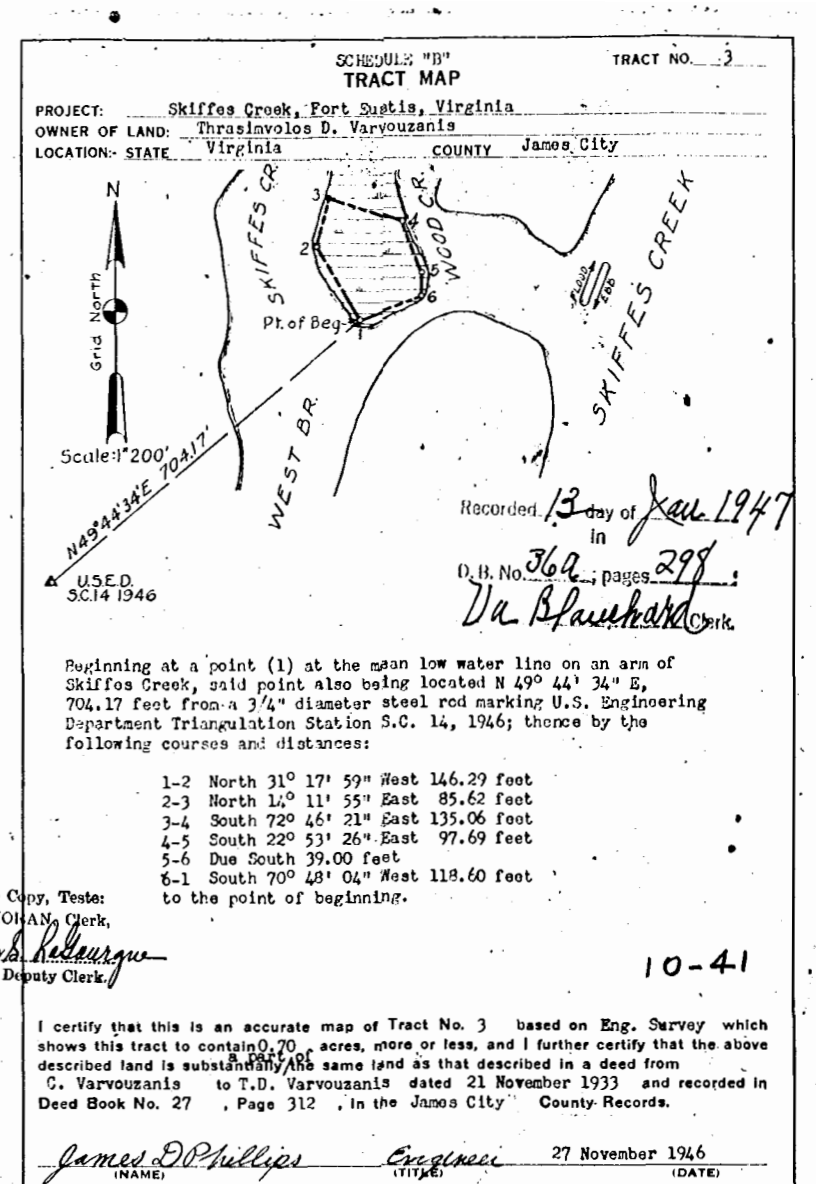 SCHEDULE "B"
TRACT NO. 3
TRACT MAP
PROJECT: Skiffes Creek, Fort Eustis, Virginia
OWNER OF LAND: Thrasimvolos D. Varvouzanis
LOCATION:- STATE Virginia COUNTY James City
N
Grid North
Scale:1"200'
SKIFFES CR.
WOOD CR.
3
4
2
5
6
Pt. of Beg.
1
FLOOD
EBB
SKIFFES CREEK
WEST BR.
N49°44'34"E 704.17'
U.S.E.D.
S.C.14 1946
Recorded 13 day of Jan. 1947
in
D. B. No. 36A ; pages 298 :
Va Blanchard Clerk.
Beginning at a point (1) at the mean low water line on an arm of
Skiffes Creek, said point also being located N 49° 44' 34" E,
704.17 feet from a 3/4" diameter steel rod marking U.S. Engineering
Department Triangulation Station S.C. 14, 1946; thence by the
following courses and distances:
1-2 North 31° 17' 59" West 146.29 feet
2-3 North 14° 11' 55" East 85.62 feet
3-4 South 72° 46' 21" East 135.06 feet
4-5 South 22° 53' 26" East 97.69 feet
5-6 Due South 39.00 feet
6-1 South 70° 48' 04" West 118.60 feet
to the point of beginning.
Copy, Teste:
Clerk,
Deputy Clerk.
10-41
I certify that this is an accurate map of Tract No. 3 based on Eng. Survey which
shows this tract to contain 0.70 acres, more or less, and I further certify that the above
a part of
described land is substantially/the same land as that described in a deed from
C. Varvouzanis to T.D. Varvouzanis dated 21 November 1933 and recorded in
Deed Book No. 27 , Page 312 , in the James City County Records.
James D Phillips Engineer 27 November 1946
(NAME) (TITLE) (DATE)